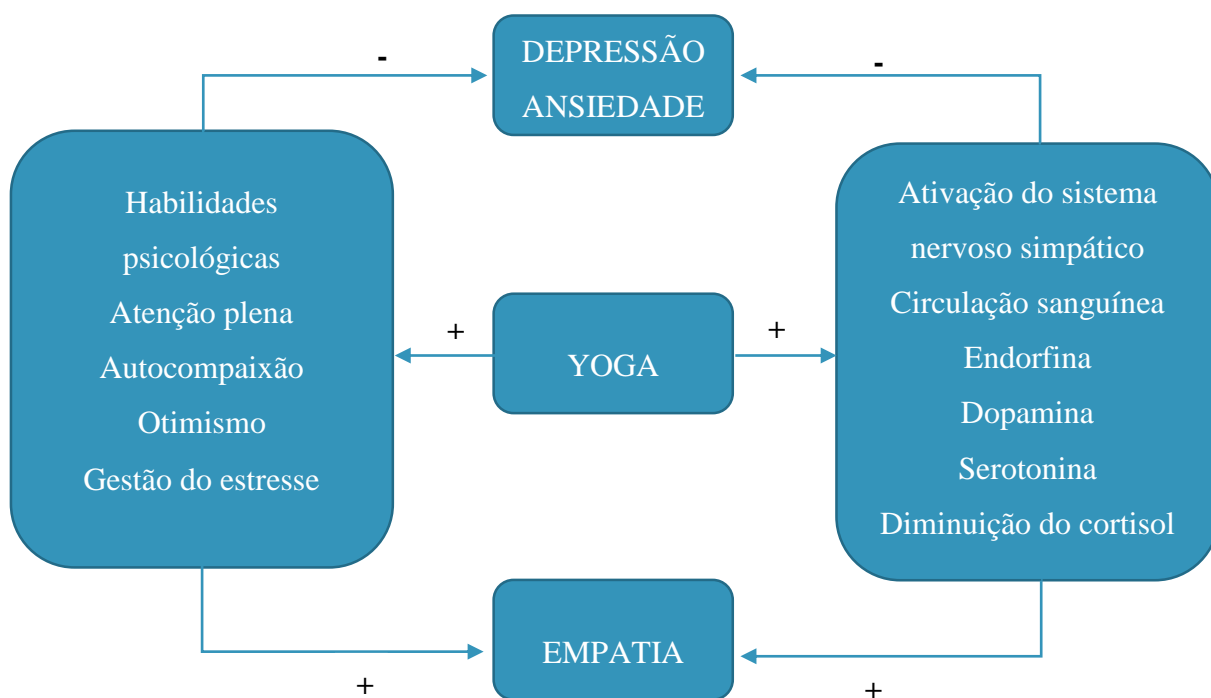 -
DEPRESSÃO
ANSIEDADE
-
Habilidades
psicológicas
Atenção plena
Autocompaixão
Otimismo
Gestão do estresse
+
YOGA
+
Ativação do sistema
nervoso simpático
Circulação sanguínea
Endorfina
Dopamina
Serotonina
Diminuição do cortisol
+
EMPATIA
+